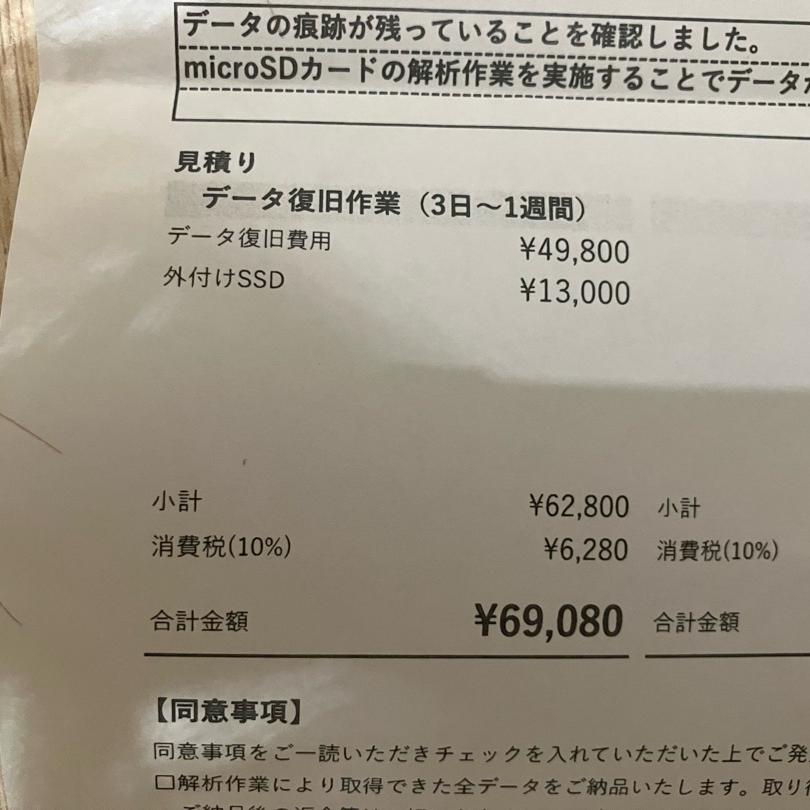 データの痕跡が残っていることを確認しました。
microSDカードの解析作業を実施することでデータ
見積り
データ復旧作業（3日～1週間）
データ復旧費用 ¥49,800
外付けSSD ¥13,000
小計 ¥62,800 小計
消費税(10%) ¥6,280 消費税(10%)
合計金額 ¥69,080 合計金額
【同意事項】
同意事項をご一読いただきチェックを入れていただいた上でご発
□解析作業により取得できた全データをご納品いたします。取り